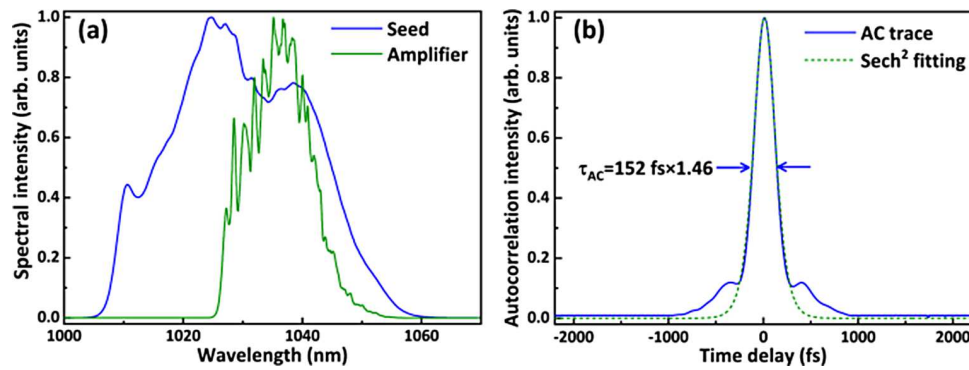 (a)
Seed
Amplifier
Spectral intensity (arb. units)
1.0
0.8
0.6
0.4
0.2
0.0
1000
1020
1040
1060
Wavelength (nm)
(b)
AC trace
Sech² fitting
τAC=152 fs×1.46
Autocorrelation intensity (arb. units)
1.0
0.8
0.6
0.4
0.2
0.0
-2000
-1000
0
1000
2000
Time delay (fs)